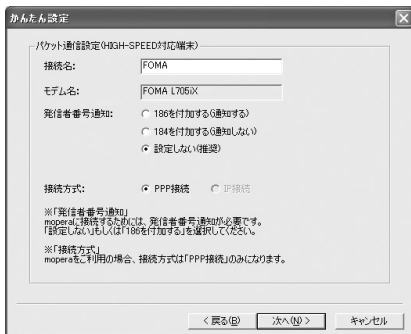 かんたん設定
パケット通信設定(HIGH-SPEED対応端末)
接続名: FOMA
モデム名: FOMA L705iX
発信者番号通知: 186を付加する(通知する)
184を付加する(通知しない)
設定しない(推奨)
接続方式: PPP接続 IP接続
※「発信者番号通知」
moperaに接続するためには、発信者番号通知が必要です。
「設定しない」もしくは「186を付加する」を選択してください。
※「接続方式」
moperaをご利用の場合、接続方式は「PPP接続」のみになります。
< 戻る(B) 次へ(N) > キャンセル